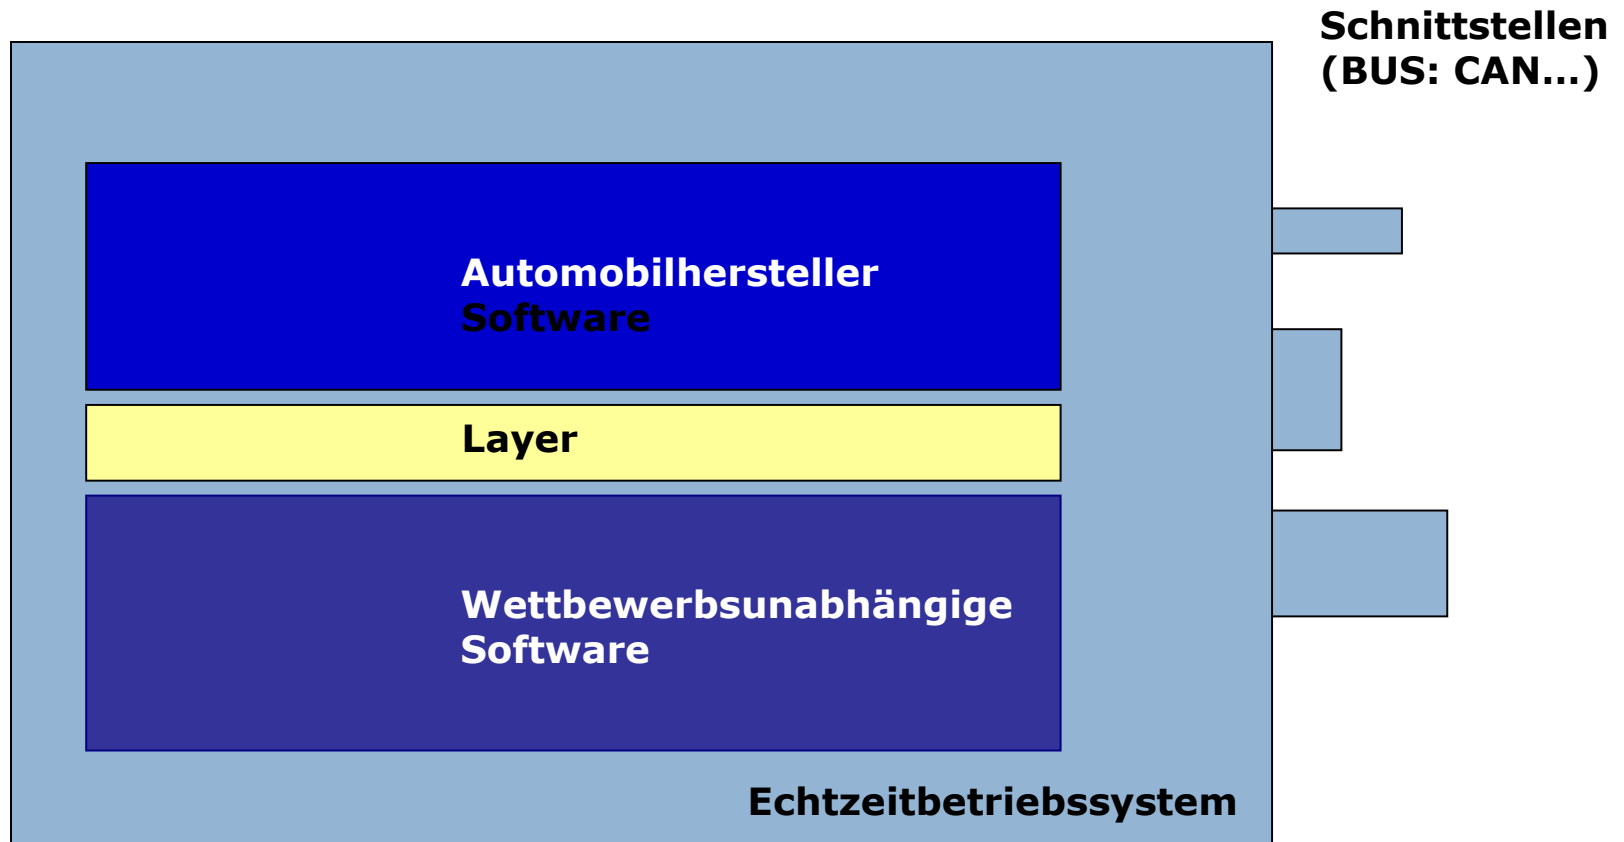 Schnittstellen
(BUS: CAN...)
Automobilhersteller
Software
Layer
Wettbewerbsunabhängige
Software
Echtzeitbetriebssystem